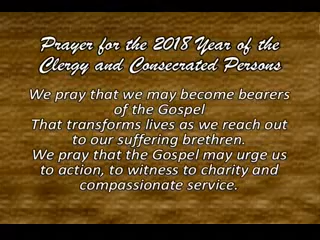 Prayer for the 2018 Year of the
Clergy and Consecrated Persons
We pray that we may become bearers
of the Gospel
That transforms lives as we reach out
to our suffering brethren.
We pray that the Gospel may urge us
to action, to witness to charity and
compassionate service.